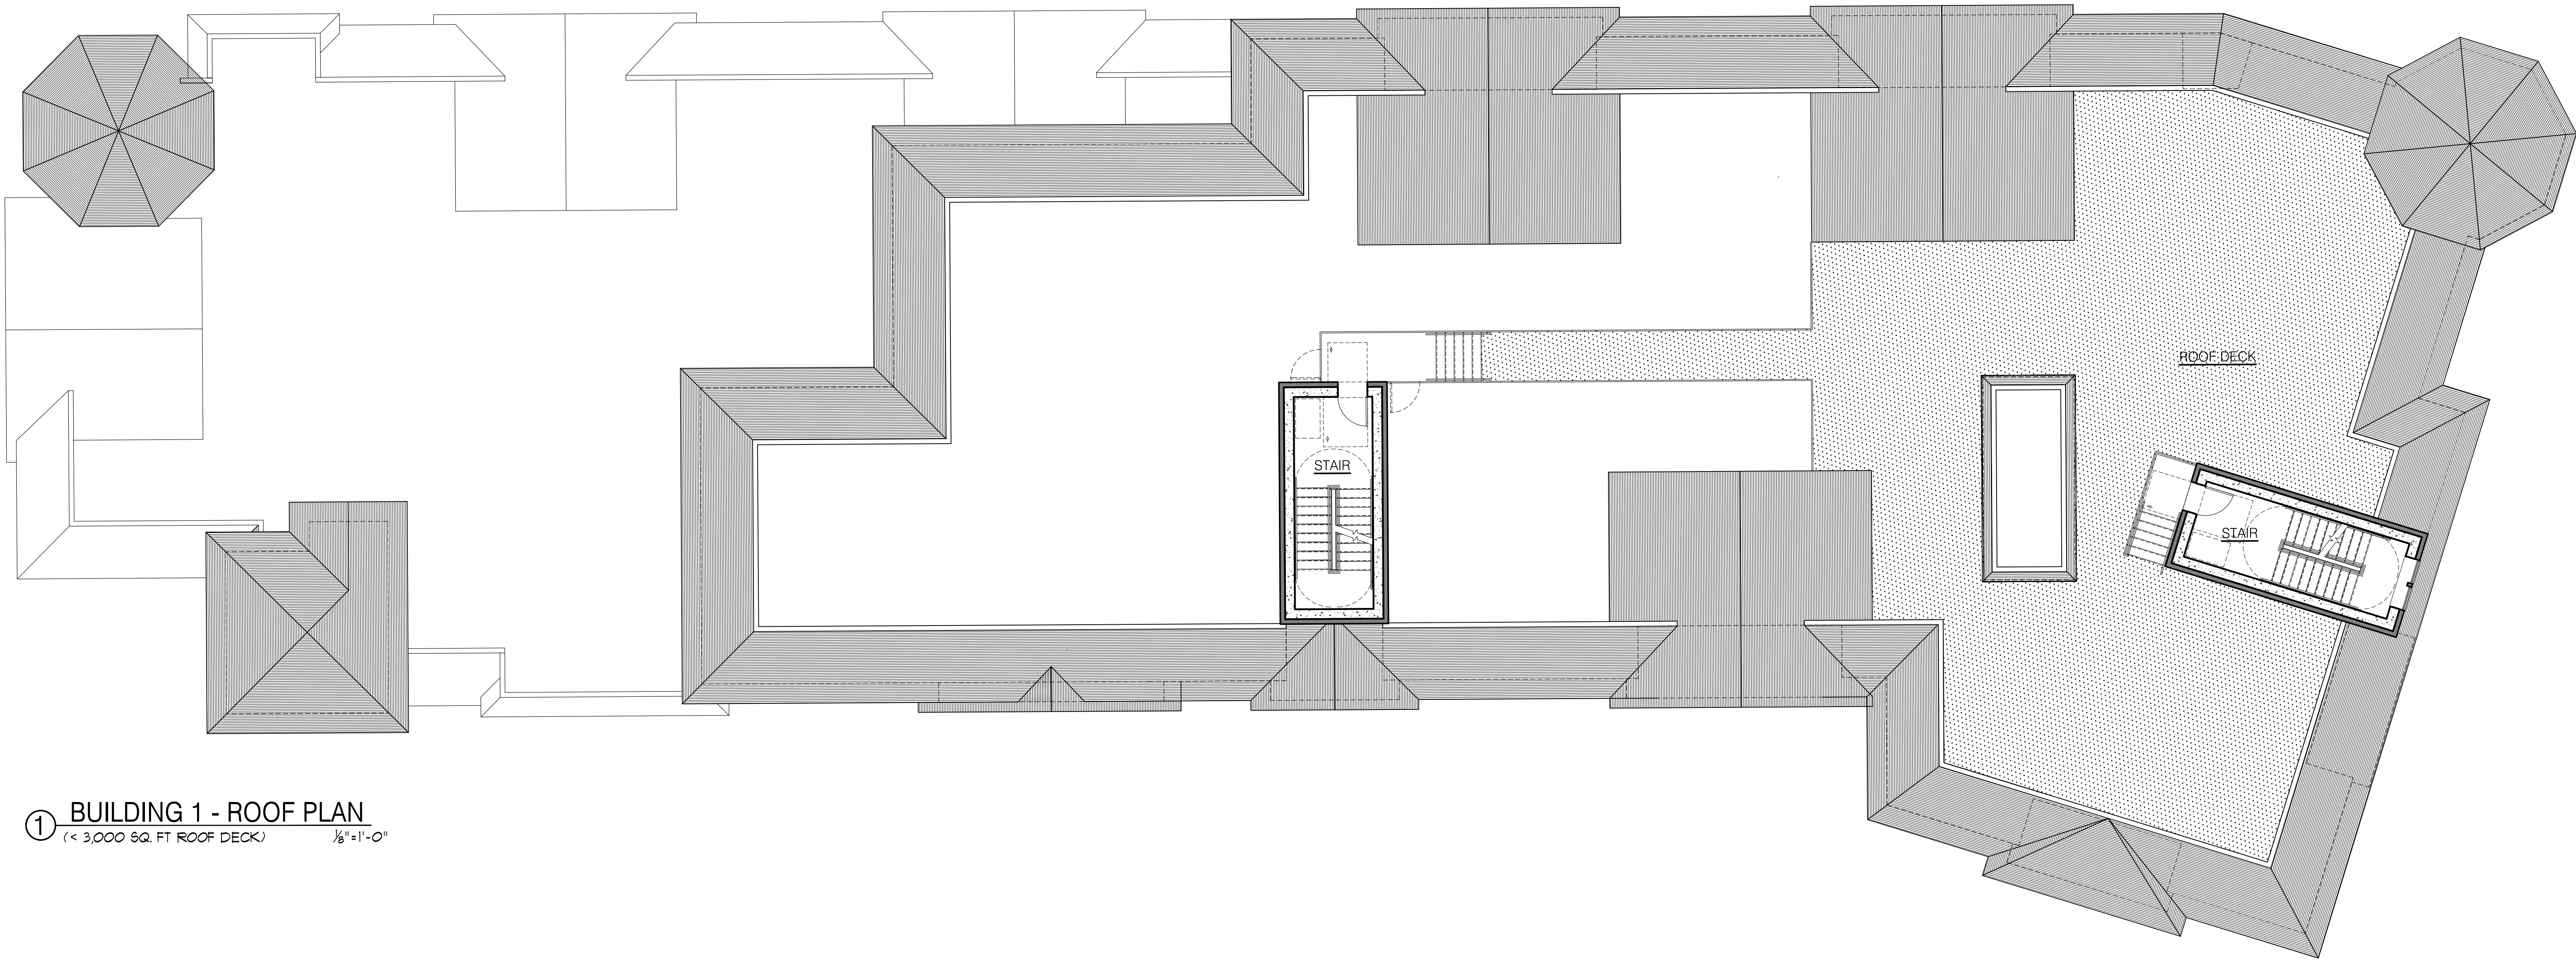 ROOF DECK
STAIR
STAIR
1 BUILDING 1 - ROOF PLAN
(< 3,000 SQ. FT ROOF DECK) ⅛"=1'-0"